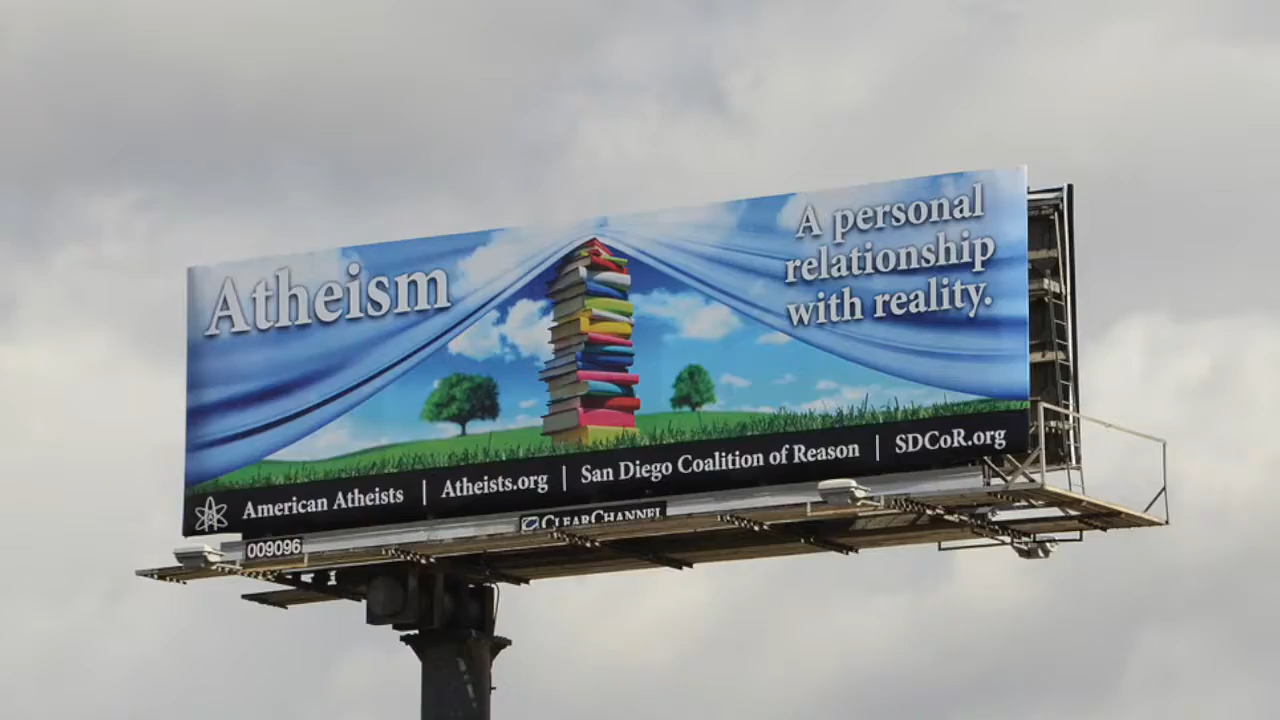 Atheism
A personal
relationship
with reality.
American Atheists | Atheists.org | San Diego Coalition of Reason | SDCoR.org
CLEARCHANNEL
009096